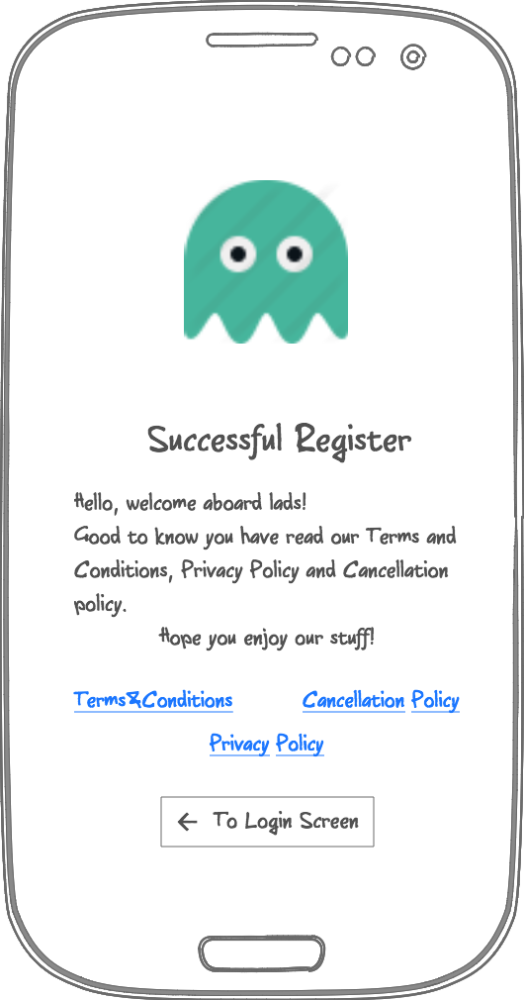 Successful Register
Hello, welcome aboard lads!
Good to know you have read our Terms and
Conditions, Privacy Policy and Cancellation
policy.
Hope you enjoy our stuff!
Terms&Conditions Cancellation Policy
Privacy Policy
← To Login Screen